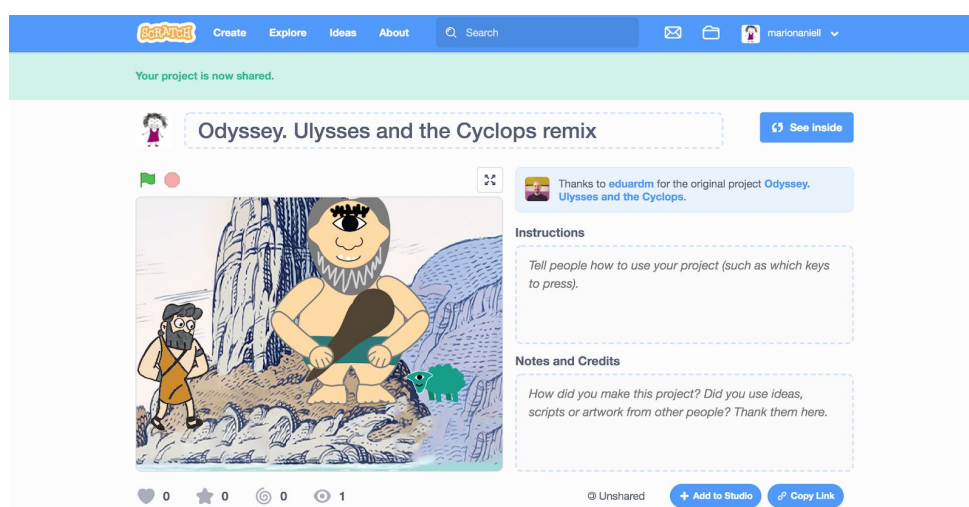 SCRATCH Create Explore Ideas About Search marionaniell
Your project is now shared.
Odyssey. Ulysses and the Cyclops remix
See inside
Thanks to eduardm for the original project Odyssey.
Ulysses and the Cyclops.
Instructions
Tell people how to use your project (such as which keys
to press).
Notes and Credits
How did you make this project? Did you use ideas,
scripts or artwork from other people? Thank them here.
0 0 0 1 Unshared + Add to Studio Copy Link